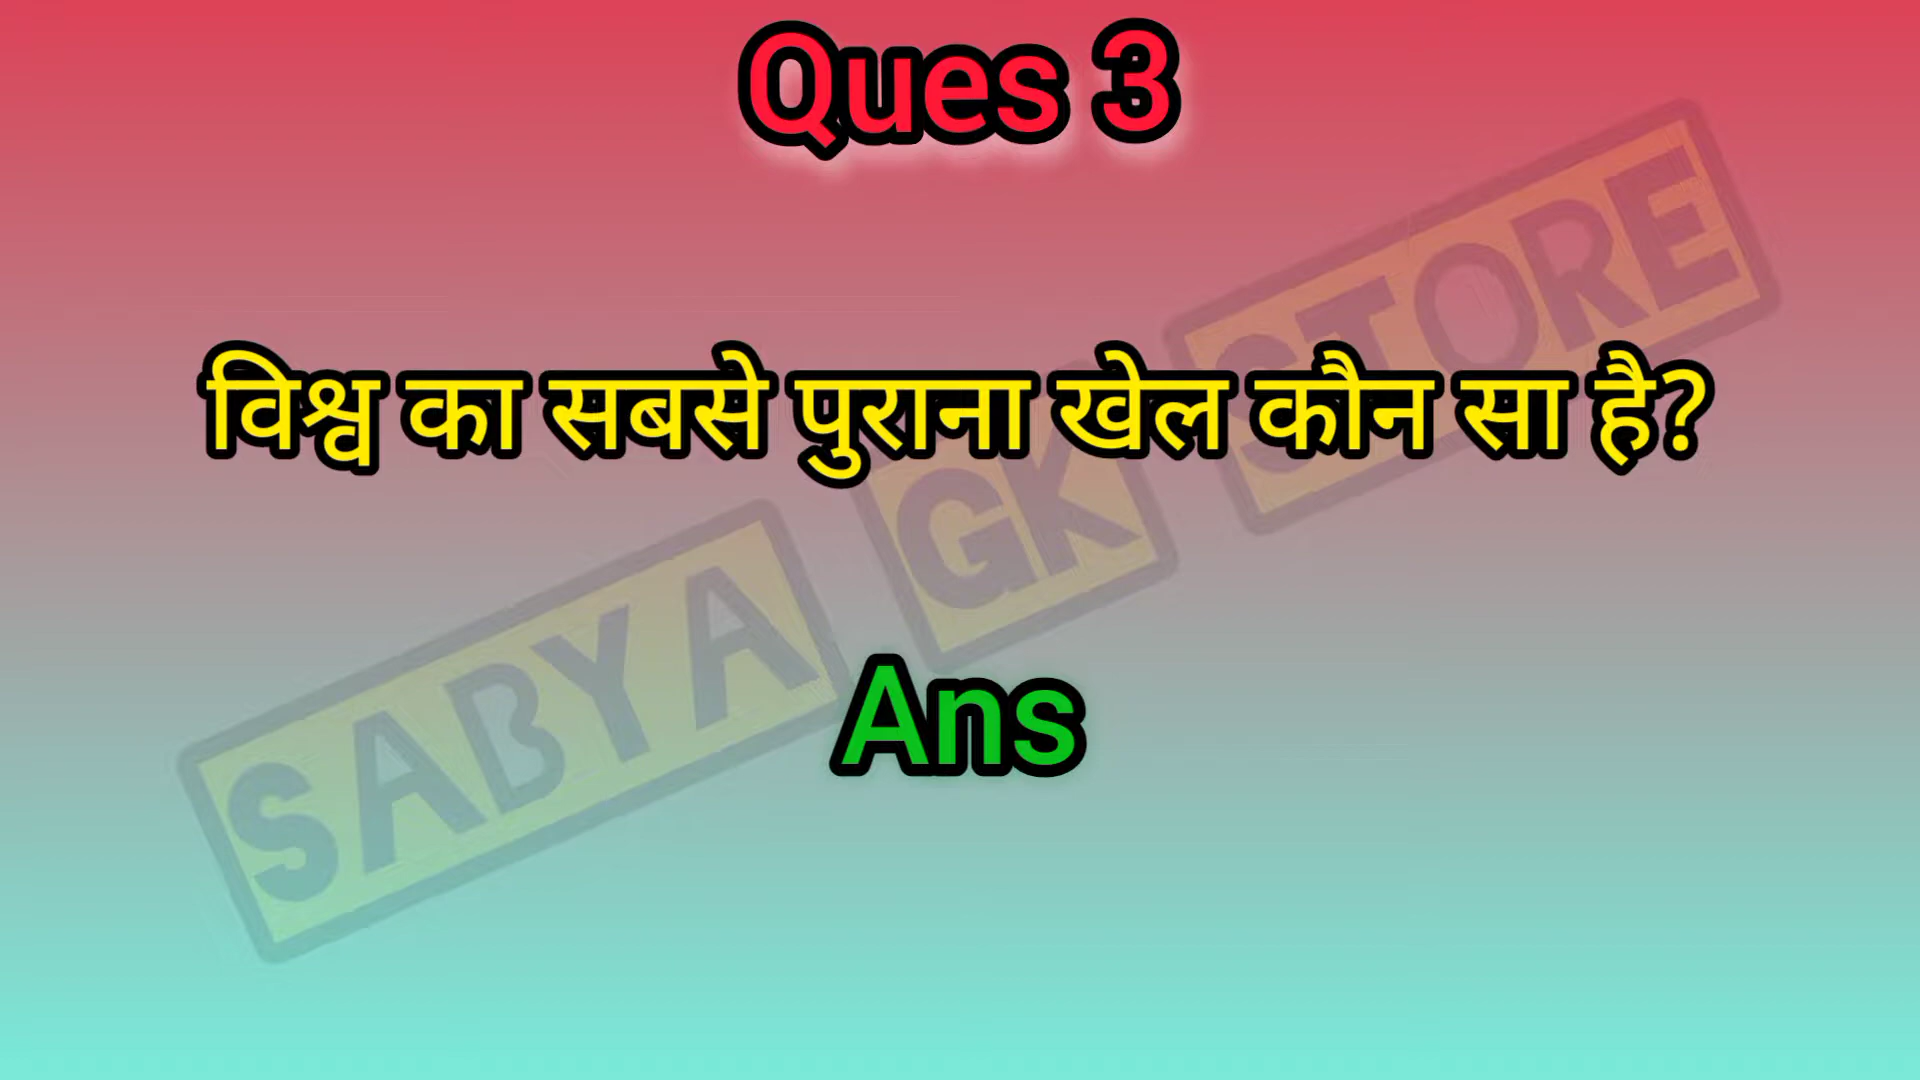 Ques 3
विश्व का सबसे पुराना खेल कौन सा है?
SABYA GK STORE
Ans